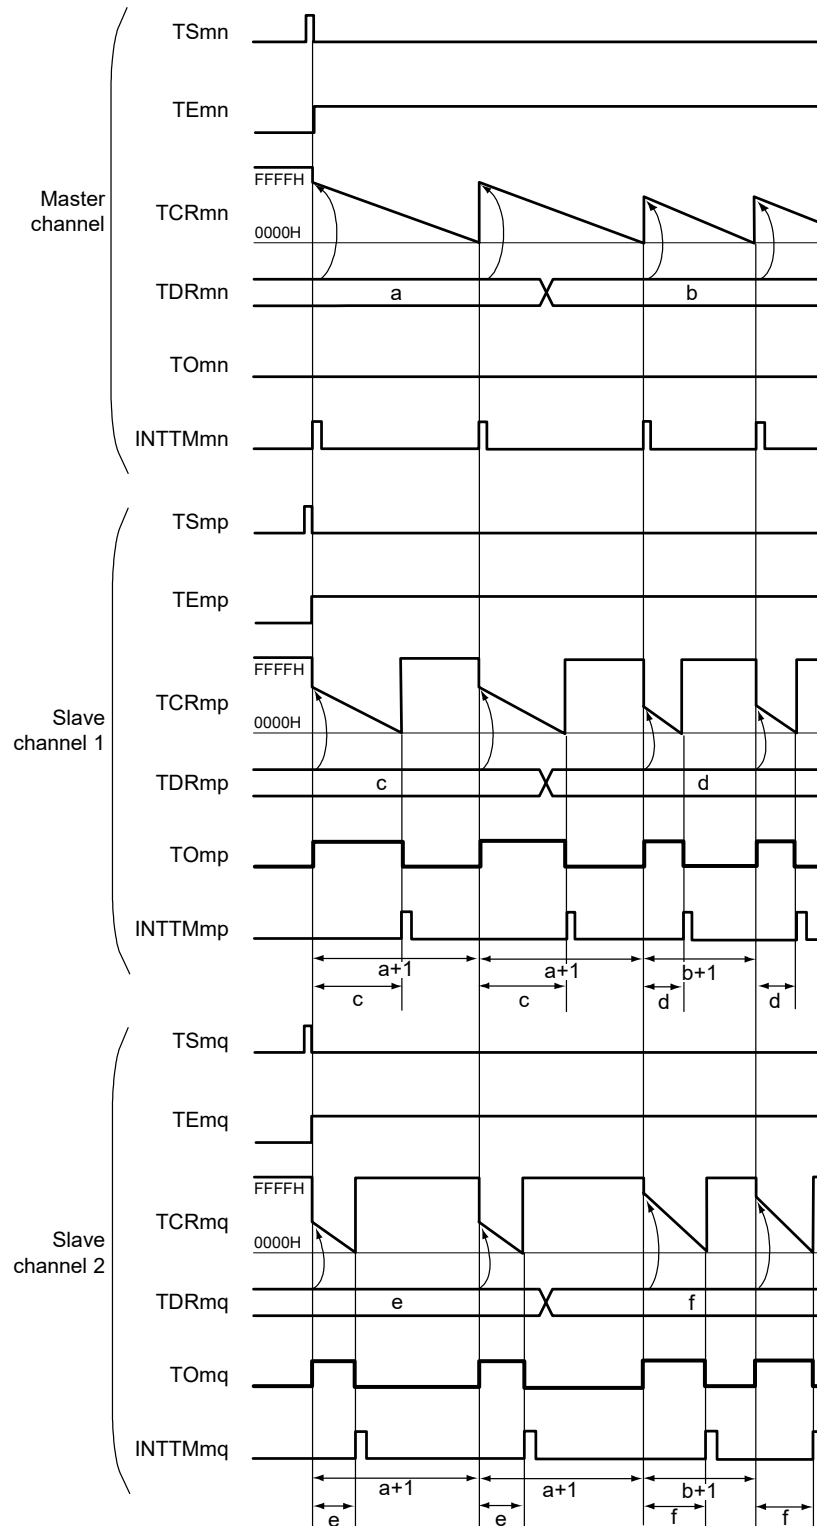 TSmn
TEmn
FFFFH
Master
channel
TCRmn
0000H
TDRmn
a
b
TOmn
INTTMmn
TSmp
TEmp
FFFFH
TCRmp
Slave
channel 1
0000H
TDRmp
c
d
TOmp
INTTMmp
a+1
a+1
b+1
c
c
d
d
TSmq
TEmq
FFFFH
TCRmq
Slave
channel 2
0000H
TDRmq
e
f
TOmq
INTTMmq
a+1
a+1
b+1
e
e
f
f